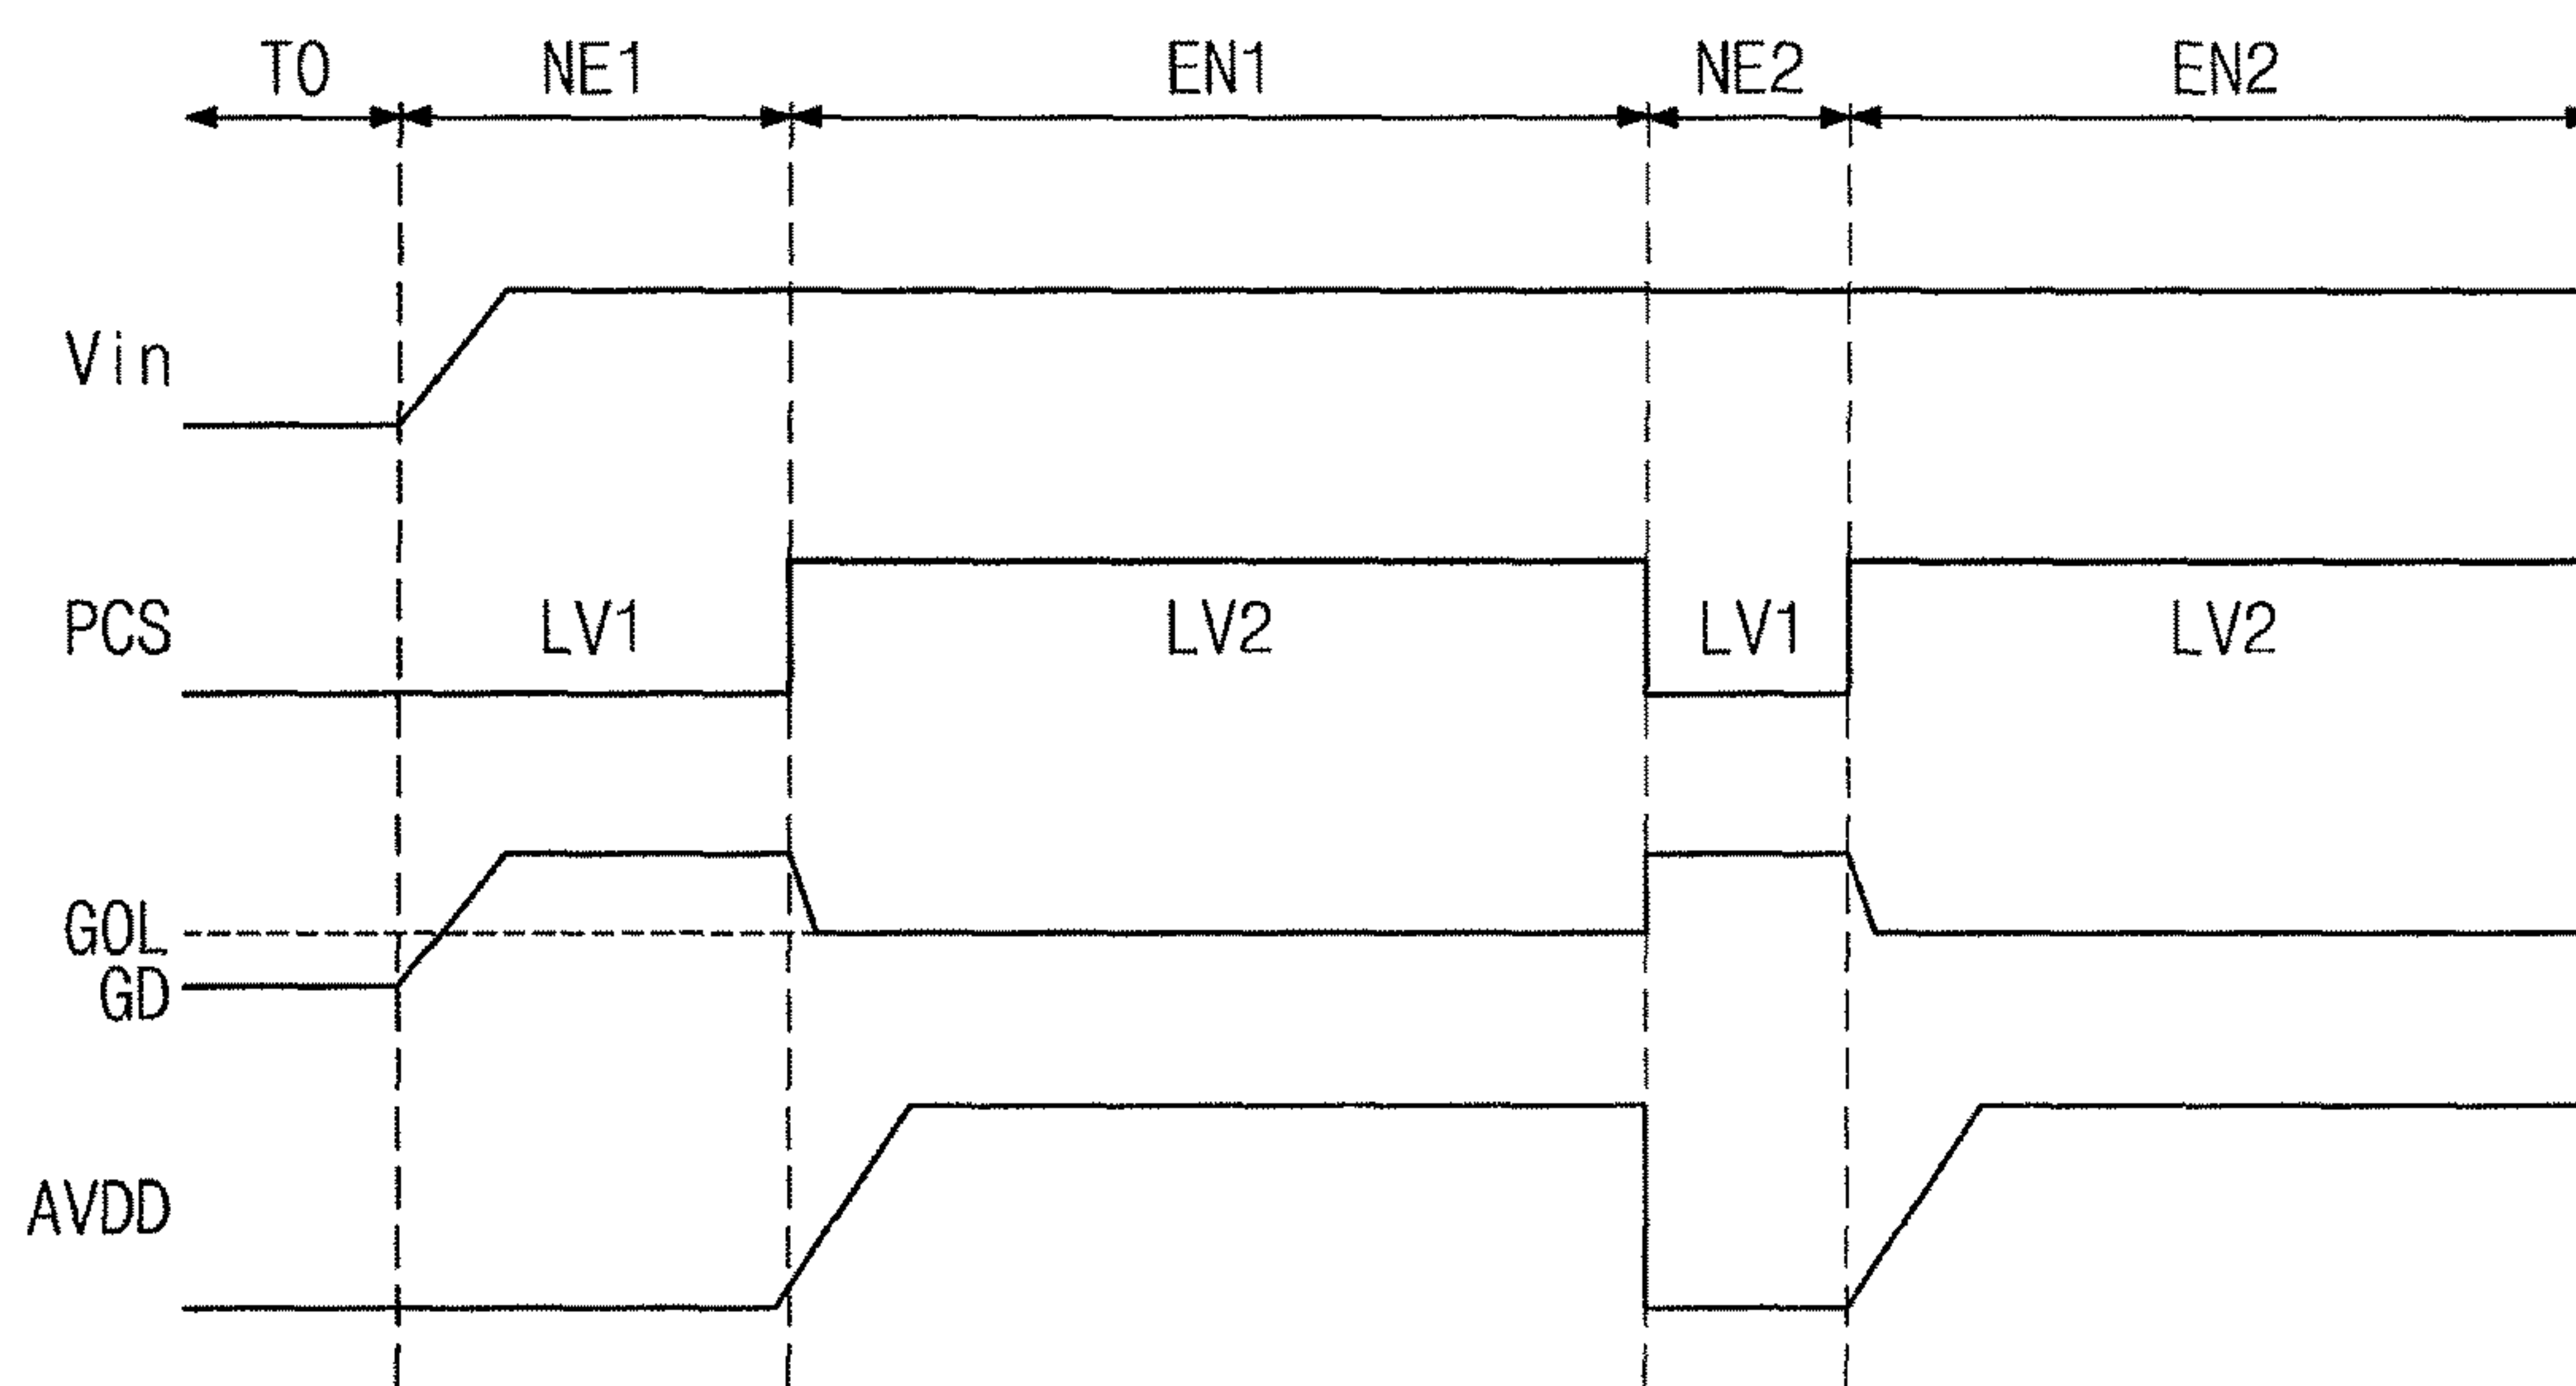 T0 NE1 EN1 NE2 EN2
Vin
PCS LV1 LV2 LV1 LV2
GOL
GD
AVDD